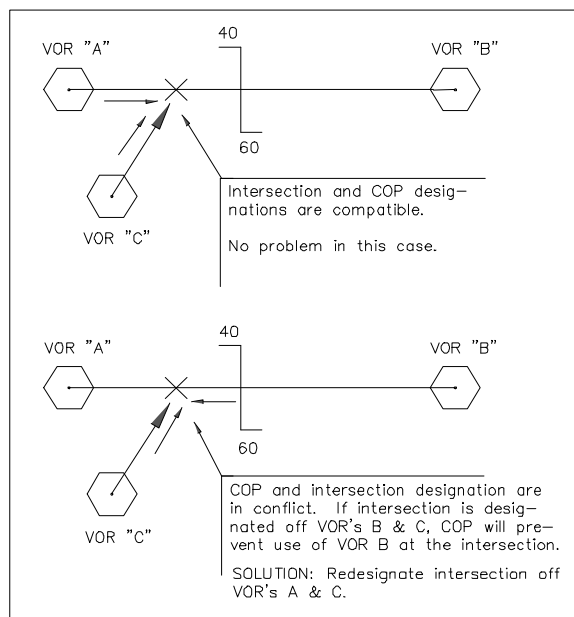 40
VOR "A"
VOR "B"
60
Intersection and COP desig-
nations are compatible.
VOR "C"
No problem in this case.
40
VOR "A"
VOR "B"
60
COP and intersection designation are
in conflict. If intersection is desig-
nated off VOR's B & C, COP will pre-
vent use of VOR B at the intersection.
VOR "C"
SOLUTION: Redesignate intersection off
VOR's A & C.